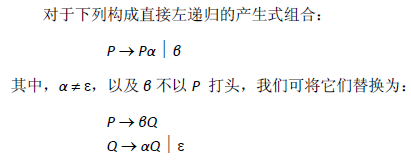 对于下列构成直接左递归的产生式组合：
P → Pα | β
其中，α ≠ ε，以及 β 不以 P 打头，我们可将它们替换为：
P → βQ
Q → αQ | ε